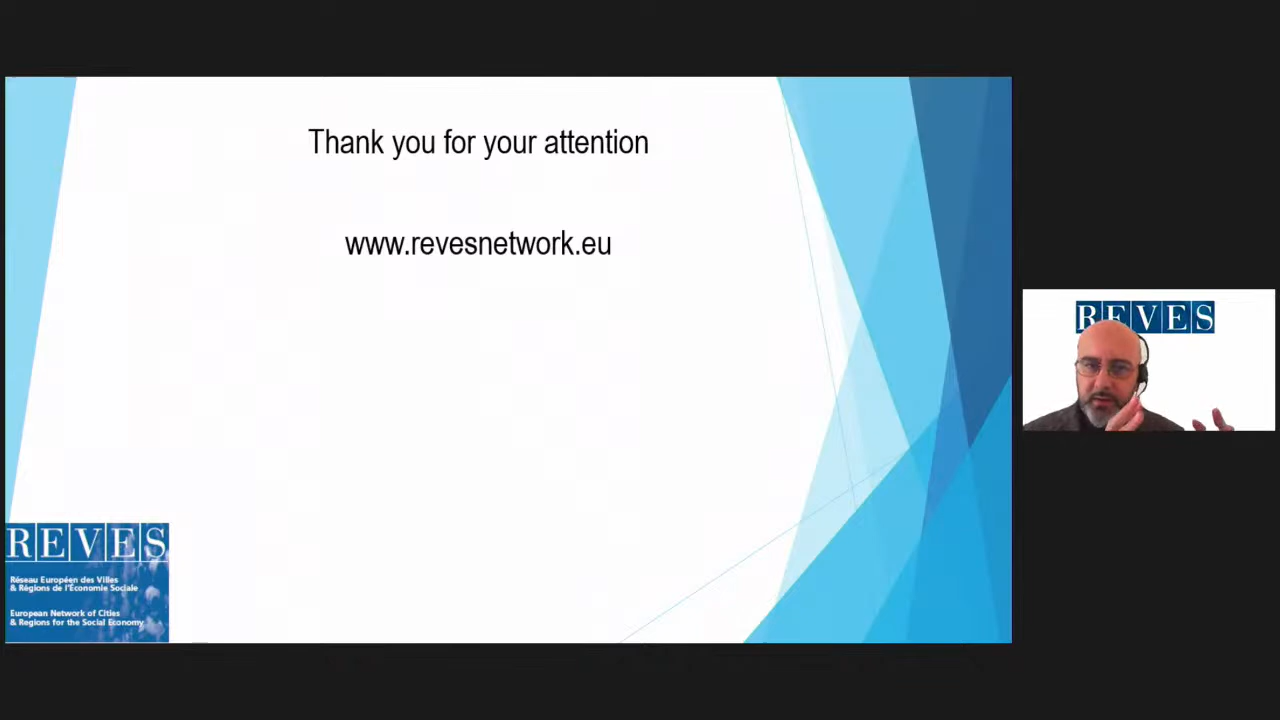 Thank you for your attention
www.revesnetwork.eu
REVES
REVES
Réseau Européen des Villes
& Régions de l'Économie Sociale
European Network of Cities
& Regions for the Social Economy